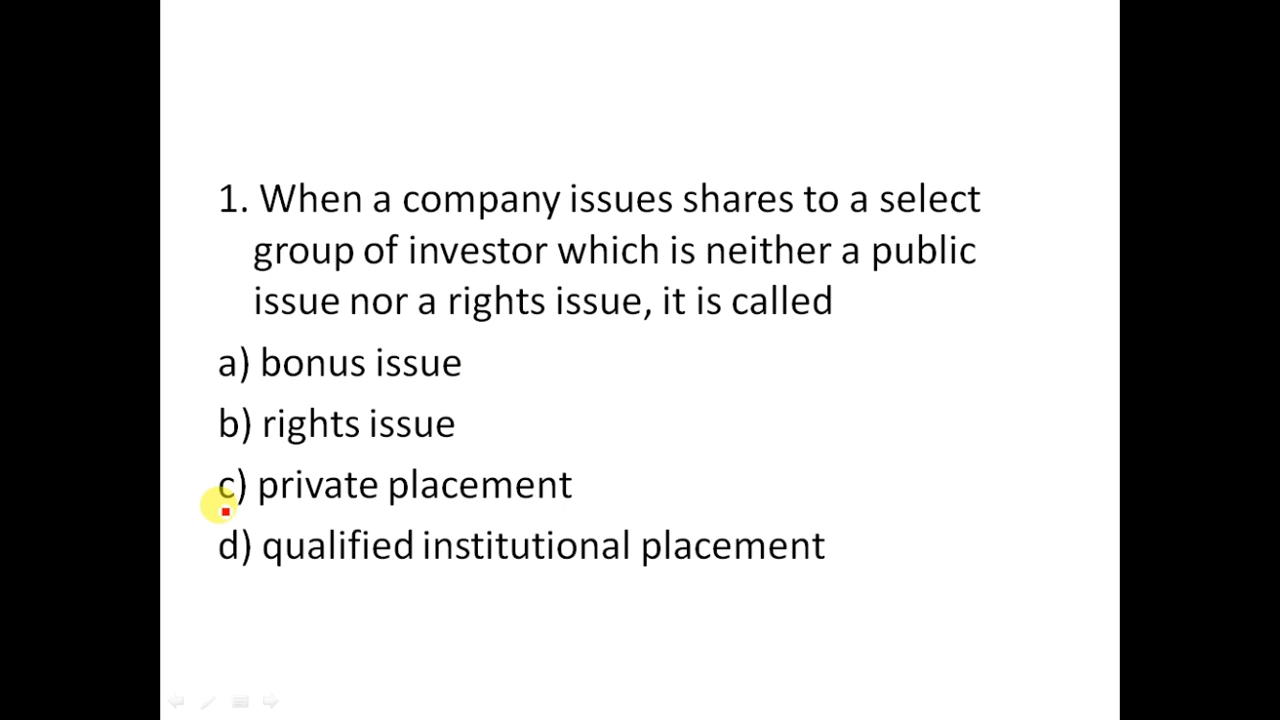 1. When a company issues shares to a select
group of investor which is neither a public
issue nor a rights issue, it is called
a) bonus issue
b) rights issue
c) private placement
d) qualified institutional placement